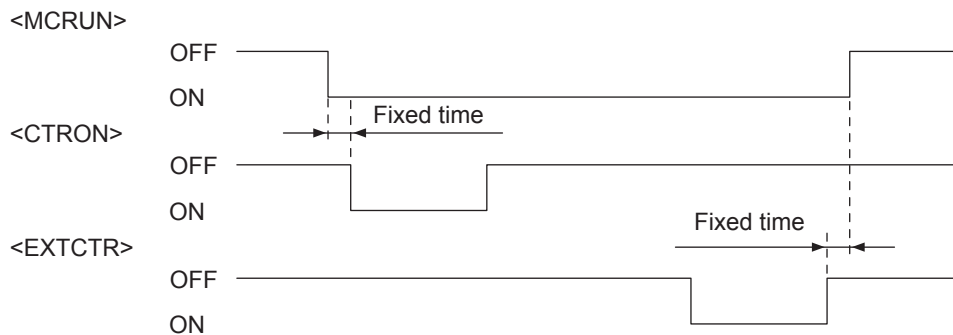 <MCRUN>
OFF
ON
Fixed time
<CTRON>
OFF
ON
Fixed time
<EXTCTR>
OFF
ON